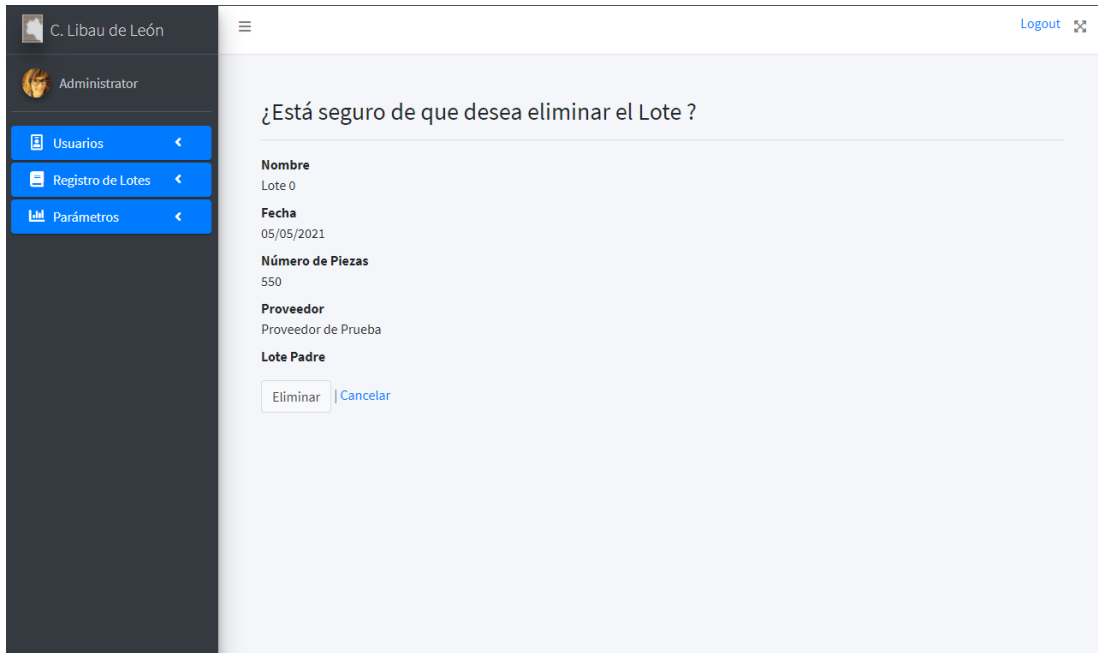 C. Libau de León
Logout
Administrator
Usuarios
Registro de Lotes
Parámetros
¿Está seguro de que desea eliminar el Lote ?
Nombre
Lote 0
Fecha
05/05/2021
Número de Piezas
550
Proveedor
Proveedor de Prueba
Lote Padre
Eliminar | Cancelar